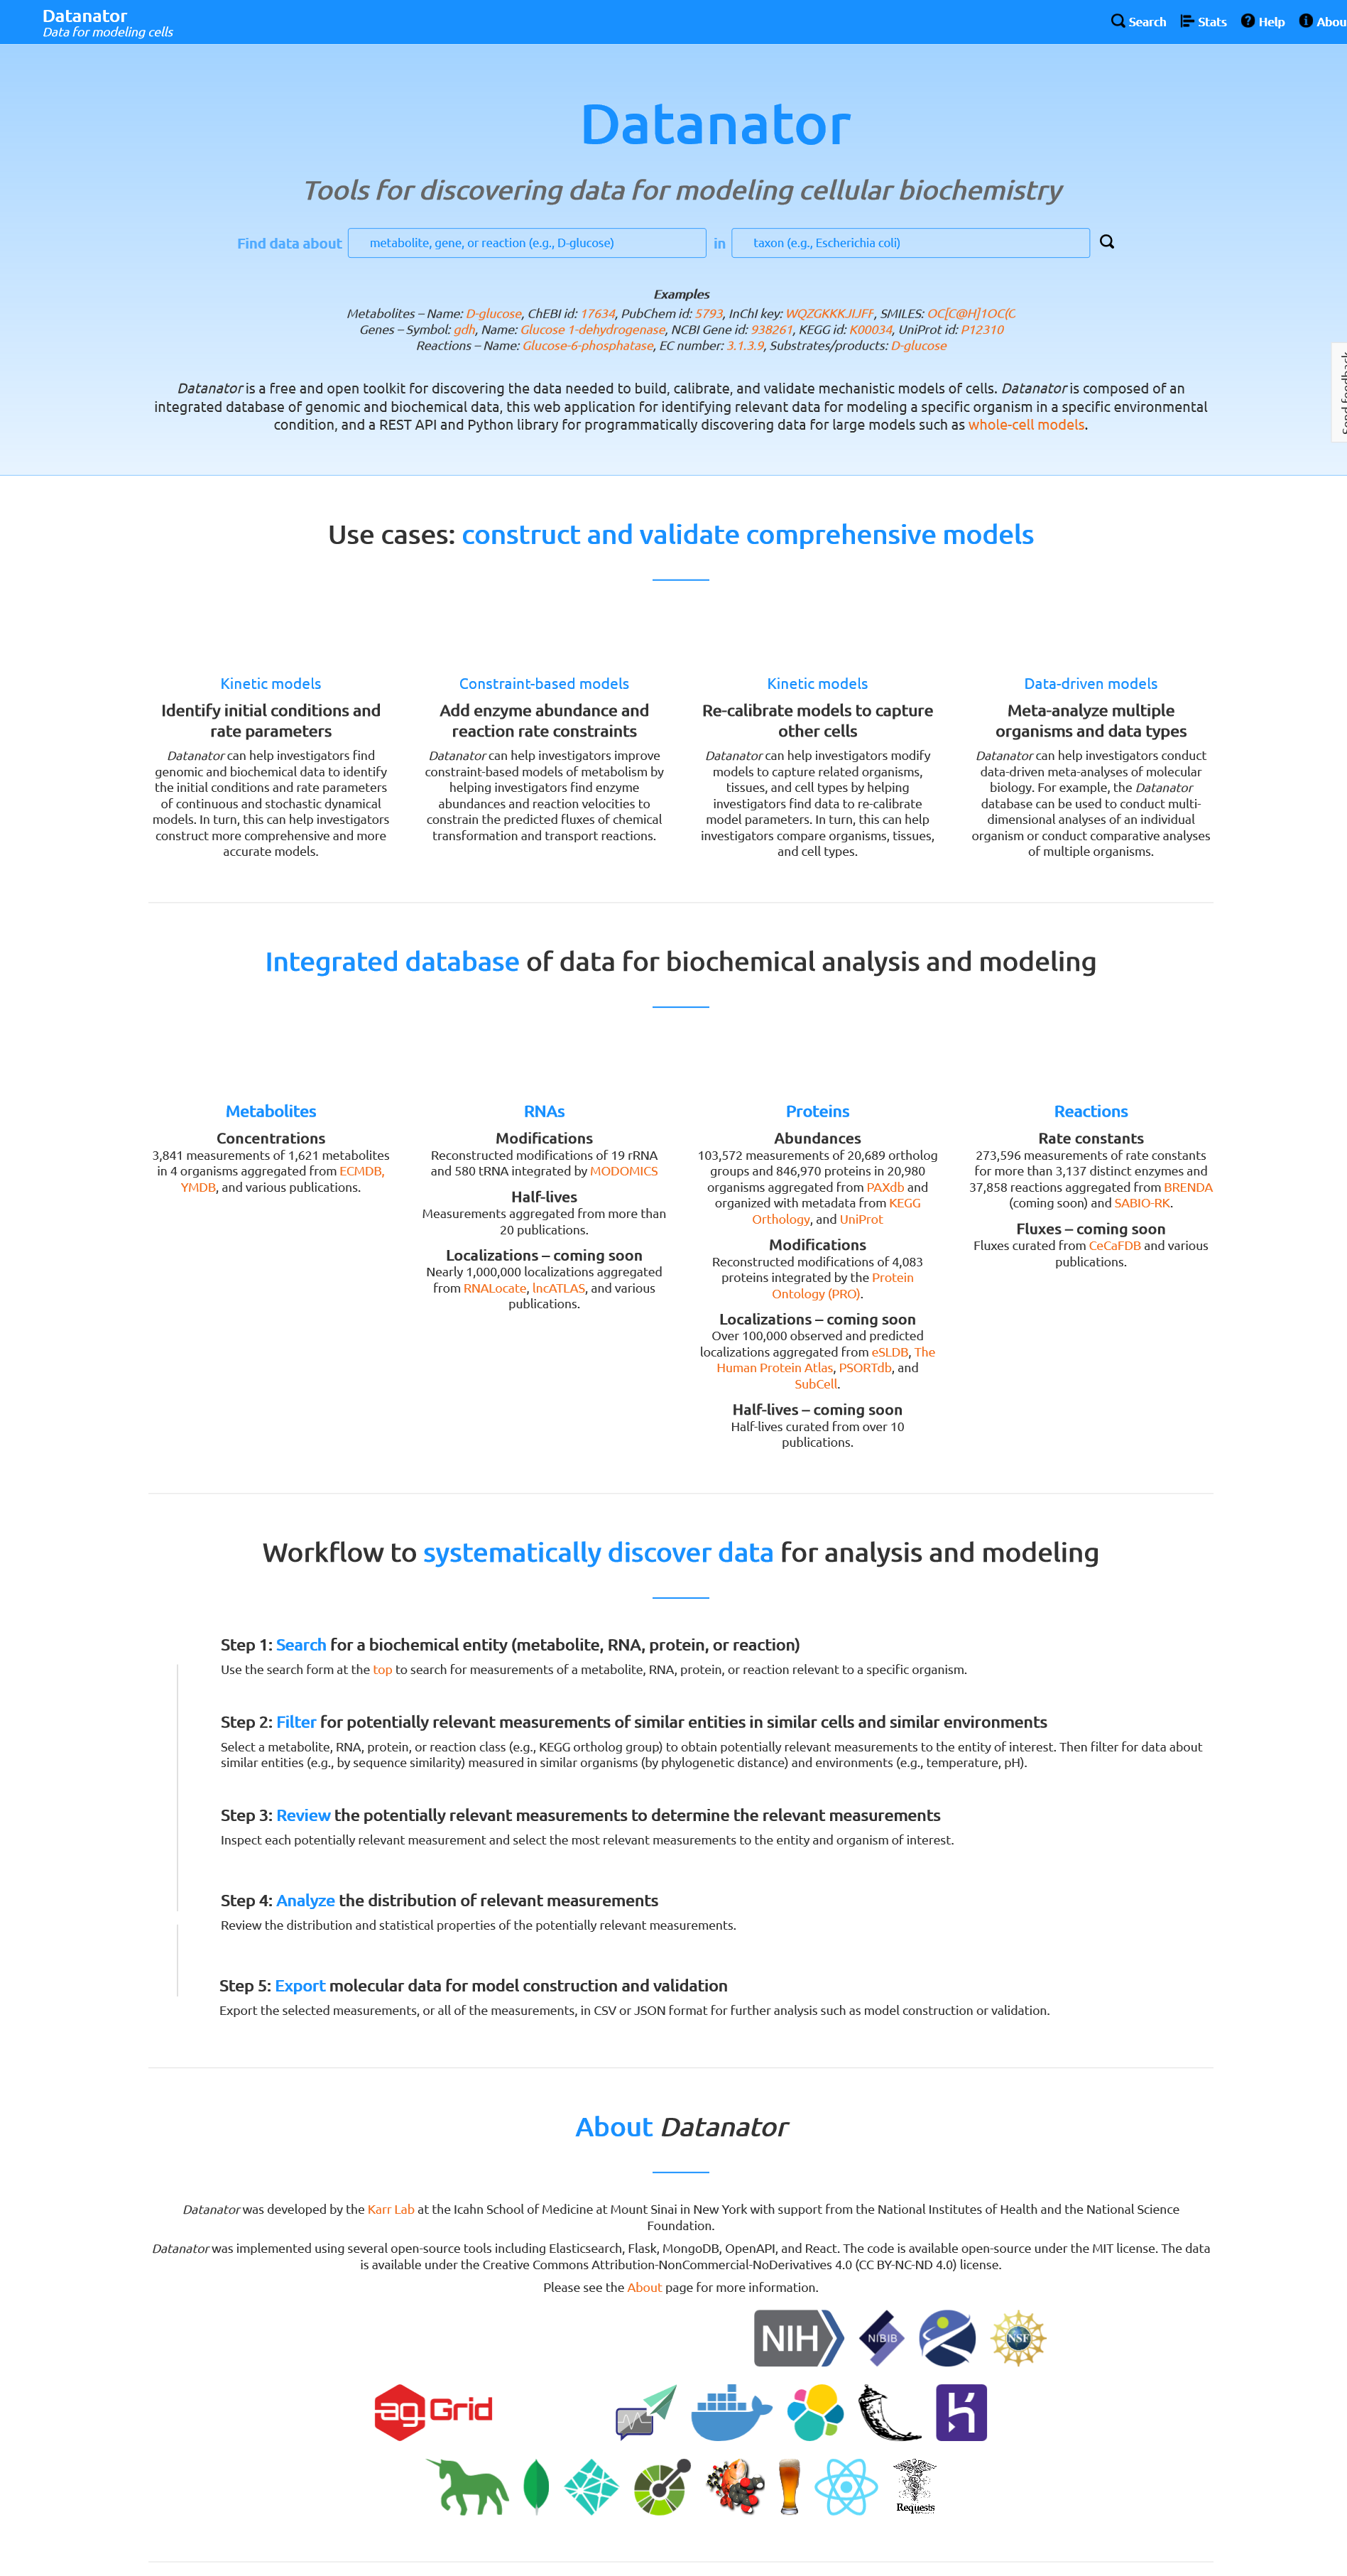 Datanator
Data for modeling cells
Search Stats Help
Datanator
Tools for discovering data for modeling cellular biochemistry
Find data about metabolite, gene, or reaction (e.g., D-glucose) in taxon (e.g., Escherichia coli)
Examples
Metabolites – Name: D-glucose, ChEBI id: 17634, PubChem id: 5793, InChI key: WQZGKKKJIJFF, SMILES: OC[C@H]1OC(C
Genes – Symbol: gdh, Name: Glucose 1-dehydrogenase, NCBI Gene id: 938261, KEGG id: K00034, UniProt id: P12310
Reactions – Name: Glucose-6-phosphatase, EC number: 3.1.3.9, Substrates/products: D-glucose
Datanator is a free and open toolkit for discovering the data needed to build, calibrate, and validate mechanistic models of cells. Datanator is composed of an
integrated database of genomic and biochemical data, this web application for identifying relevant data for modeling a specific organism in a specific environmental
condition, and a REST API and Python library for programmatically discovering data for large models such as whole-cell models.
Use cases: construct and validate comprehensive models
Kinetic models
Identify initial conditions and
rate parameters
Datanator can help investigators find
genomic and biochemical data to identify
the initial conditions and rate parameters
of continuous and stochastic dynamical
models. In turn, this can help investigators
construct more comprehensive and more
accurate models.
Constraint-based models
Add enzyme abundance and
reaction rate constraints
Datanator can help investigators improve
constraint-based models of metabolism by
helping investigators find enzyme
abundances and reaction velocities to
constrain the predicted fluxes of chemical
transformation and transport reactions.
Kinetic models
Re-calibrate models to capture
other cells
Datanator can help investigators modify
models to capture related organisms,
tissues, and cell types by helping
investigators find data to re-calibrate
model parameters. In turn, this can help
investigators compare organisms, tissues,
and cell types.
Data-driven models
Meta-analyze multiple
organisms and data types
Datanator can help investigators conduct
data-driven meta-analyses of molecular
biology. For example, the Datanator
database can be used to conduct multi-
dimensional analyses of an individual
organism or conduct comparative analyses
of multiple organisms.
Integrated database of data for biochemical analysis and modeling
Metabolites
Concentrations
3,841 measurements of 1,621 metabolites
in 4 organisms aggregated from ECMDB,
YMDB, and various publications.
RNAs
Modifications
Reconstructed modifications of 19 rRNA
and 580 tRNA integrated by MODOMICS
Half-lives
Measurements aggregated from more than
20 publications.
Localizations – coming soon
Nearly 1,000,000 localizations aggregated
from RNALocate, lncATLAS, and various
publications.
Proteins
Abundances
103,572 measurements of 20,689 ortholog
groups and 846,970 proteins in 20,980
organisms aggregated from PAXdb and
organized with metadata from KEGG
Orthology, and UniProt
Modifications
Reconstructed modifications of 4,083
proteins integrated by the Protein
Ontology (PRO).
Localizations – coming soon
Over 100,000 observed and predicted
localizations aggregated from eSLDB, The
Human Protein Atlas, PSORTdb, and
SubCell.
Half-lives – coming soon
Half-lives curated from over 10
publications.
Reactions
Rate constants
273,596 measurements of rate constants
for more than 3,137 distinct enzymes and
37,858 reactions aggregated from BRENDA
(coming soon) and SABIO-RK.
Fluxes – coming soon
Fluxes curated from CeCaFDB and various
publications.
Workflow to systematically discover data for analysis and modeling
Step 1: Search for a biochemical entity (metabolite, RNA, protein, or reaction)
Use the search form at the top to search for measurements of a metabolite, RNA, protein, or reaction relevant to a specific organism.
Step 2: Filter for potentially relevant measurements of similar entities in similar cells and similar environments
Select a metabolite, RNA, protein, or reaction class (e.g., KEGG ortholog group) to obtain potentially relevant measurements to the entity of interest. Then filter for data about
similar entities (e.g., by sequence similarity) measured in similar organisms (by phylogenetic distance) and environments (e.g., temperature, pH).
Step 3: Review the potentially relevant measurements to determine the relevant measurements
Inspect each potentially relevant measurement and select the most relevant measurements to the entity and organism of interest.
Step 4: Analyze the distribution of relevant measurements
Review the distribution and statistical properties of the potentially relevant measurements.
Step 5: Export molecular data for model construction and validation
Export the selected measurements, or all of the measurements, in CSV or JSON format for further analysis such as model construction or validation.
About Datanator
Datanator was developed by the Karr Lab at the Icahn School of Medicine at Mount Sinai in New York with support from the National Institutes of Health and the National Science
Foundation.
Datanator was implemented using several open-source tools including Elasticsearch, Flask, MongoDB, OpenAPI, and React. The code is available open-source under the MIT license. The data
is available under the Creative Commons Attribution-NonCommercial-NoDerivatives 4.0 (CC BY-NC-ND 4.0) license.
Please see the About page for more information.
NIH NIBIB NSF
ag Grid
Requests